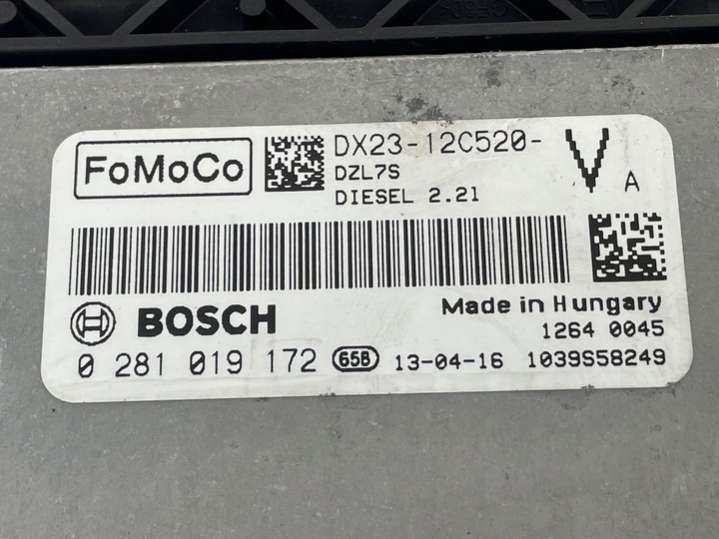 FoMoCo
DX23-12C520- V A
DZL7S
DIESEL 2.2l
BOSCH
Made in Hungary
1264 0045
0 281 019 172 65B 13-04-16 1039S58249